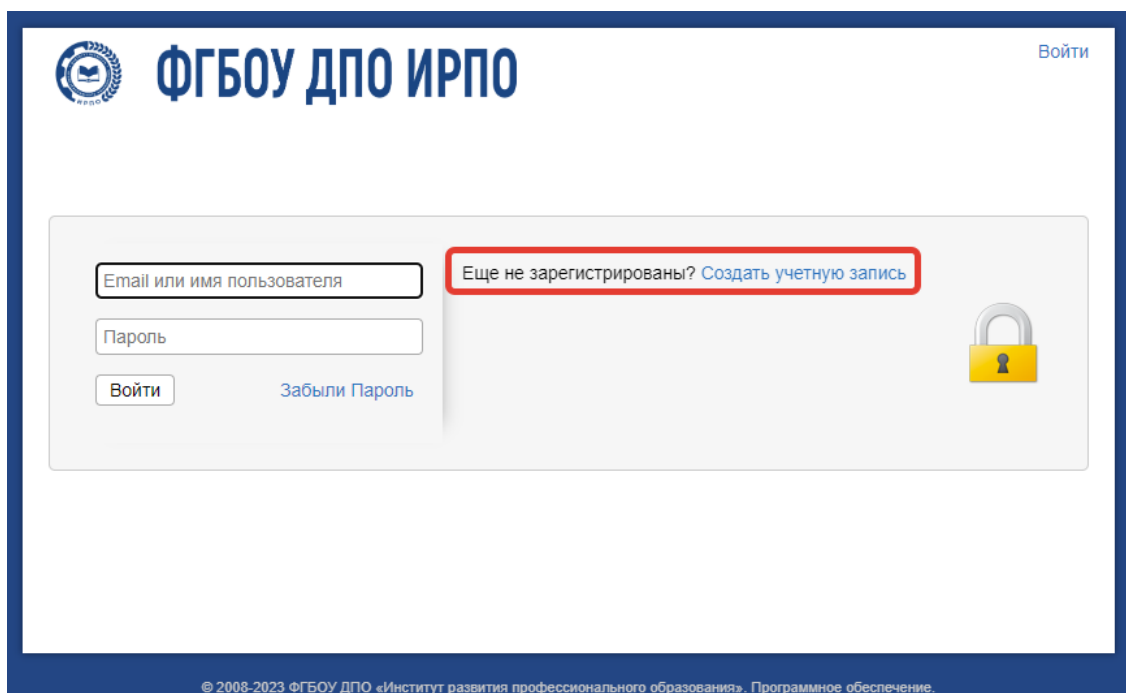 ФГБОУ ДПО ИРПО
Войти
ИРПО
Email или имя пользователя
Еще не зарегистрированы? Создать учетную запись
Пароль
Войти
Забыли Пароль
© 2008-2023 ФГБОУ ДПО «Институт развития профессионального образования». Программное обеспечение.